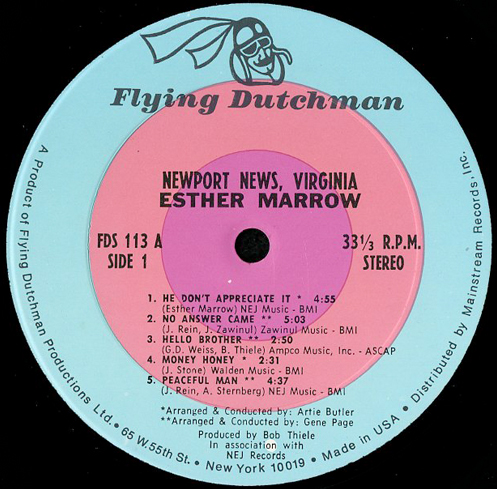 Flying Dutchman
NEWPORT NEWS, VIRGINIA
ESTHER MARROW
FDS 113 A
SIDE 1
33⅓ R.P.M.
STEREO
1. HE DON'T APPRECIATE IT * 4:55
(Esther Marrow) NEJ Music - BMI
2. NO ANSWER CAME ** 5:03
(J. Rein, J. Zawinul) Zawinul Music - BMI
3. HELLO BROTHER ** 2:50
(G.D. Weiss, B. Thiele) Ampco Music, Inc. - ASCAP
4. MONEY HONEY * 2:31
(J. Stone) Walden Music - BMI
5. PEACEFUL MAN ** 4:37
(J. Rein, A. Sternberg) NEJ Music - BMI
*Arranged & Conducted by: Artie Butler
**Arranged & Conducted by: Gene Page
Produced by Bob Thiele
In association with
NEJ Records
A Product of Flying Dutchman Productions Ltd. • 65 W. 55th St. • New York 10019 • Made in USA • Distributed by Mainstream Records, Inc.